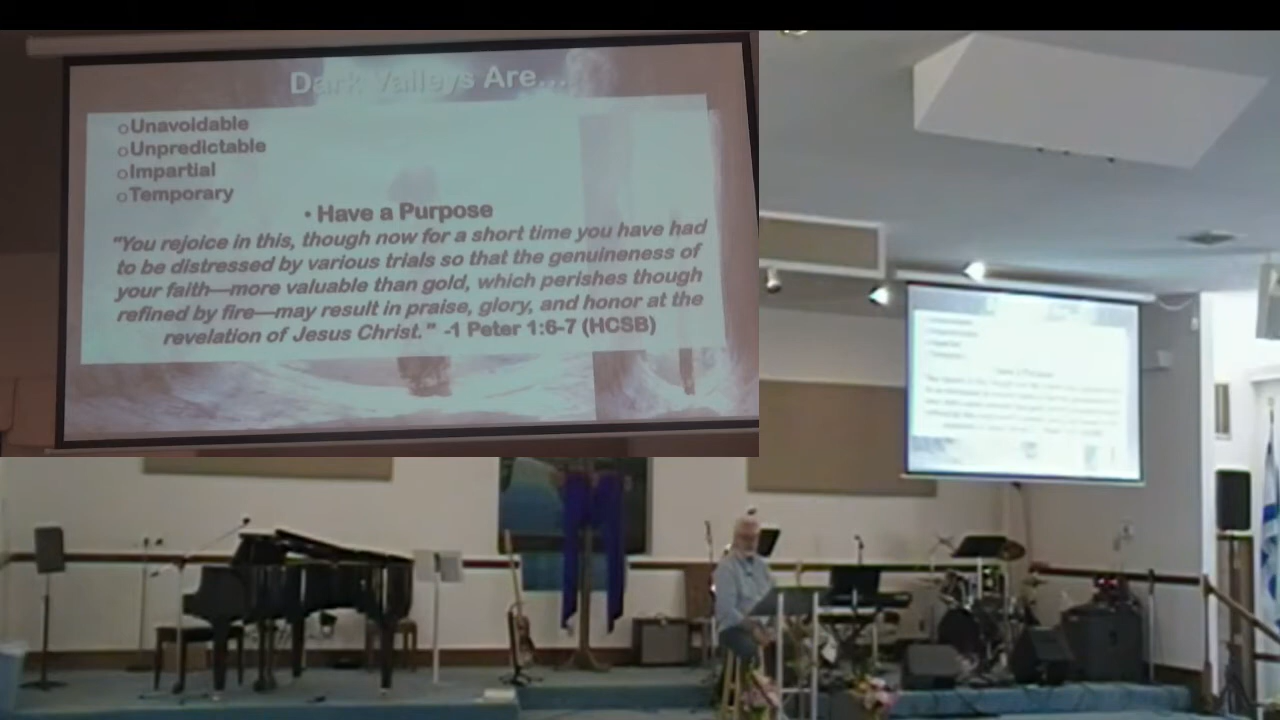 Dark Valleys Are...
Unavoidable
Unpredictable
Impartial
Temporary
• Have a Purpose
"You rejoice in this, though now for a short time you have had
to be distressed by various trials so that the genuineness of
your faith—more valuable than gold, which perishes though
refined by fire—may result in praise, glory, and honor at the
revelation of Jesus Christ." -1 Peter 1:6-7 (HCSB)